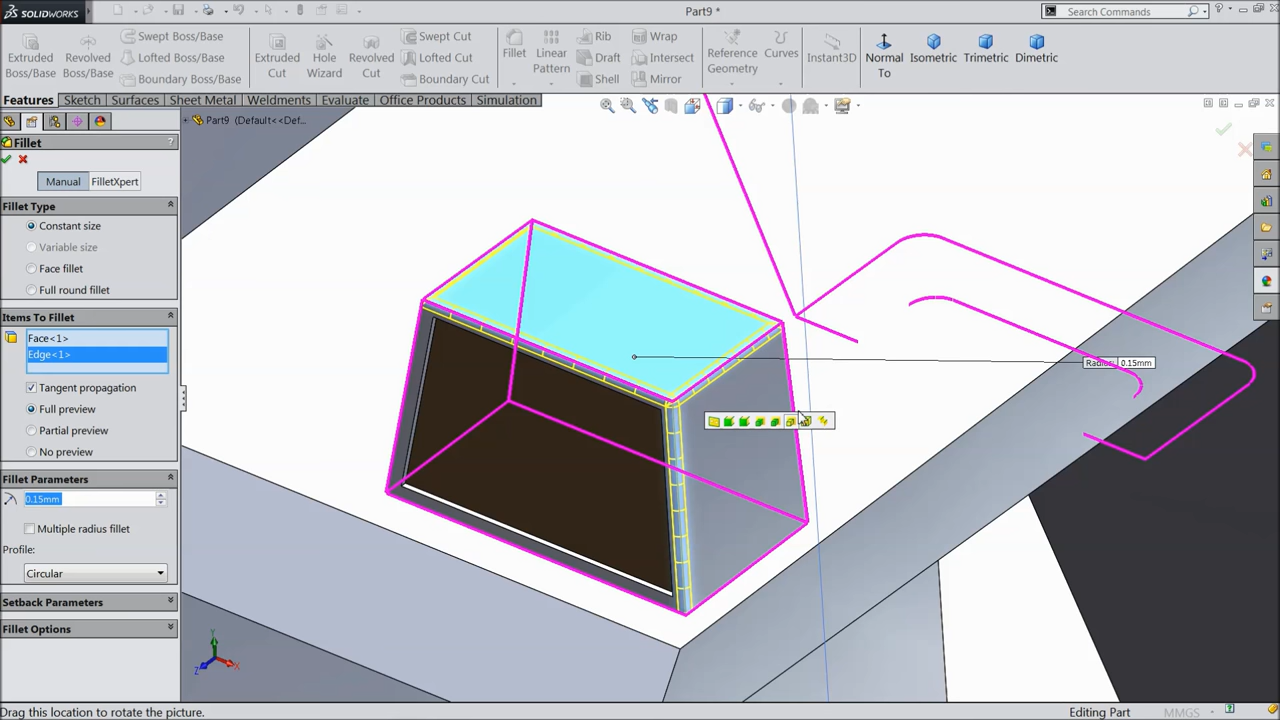 SOLIDWORKS
Part9 *
Search Commands
Extruded Boss/Base
Revolved Boss/Base
Swept Boss/Base
Lofted Boss/Base
Boundary Boss/Base
Extruded Cut
Hole Wizard
Revolved Cut
Swept Cut
Lofted Cut
Boundary Cut
Fillet
Linear Pattern
Rib
Draft
Shell
Wrap
Intersect
Mirror
Reference Geometry
Curves
Instant3D
Normal To
Isometric
Trimetric
Dimetric
Features Sketch Surfaces Sheet Metal Weldments Evaluate Office Products Simulation
Part9 (Default<<Def...
Fillet
?
Manual FilletXpert
Fillet Type
Constant size
Variable size
Face fillet
Full round fillet
Items To Fillet
Face<1>
Edge<1>
Tangent propagation
Full preview
Partial preview
No preview
Fillet Parameters
0.15mm
Multiple radius fillet
Profile:
Circular
Setback Parameters
Fillet Options
Radius: 0.15mm
Y
X
Z
Drag this location to rotate the picture.
Editing Part
MMGS